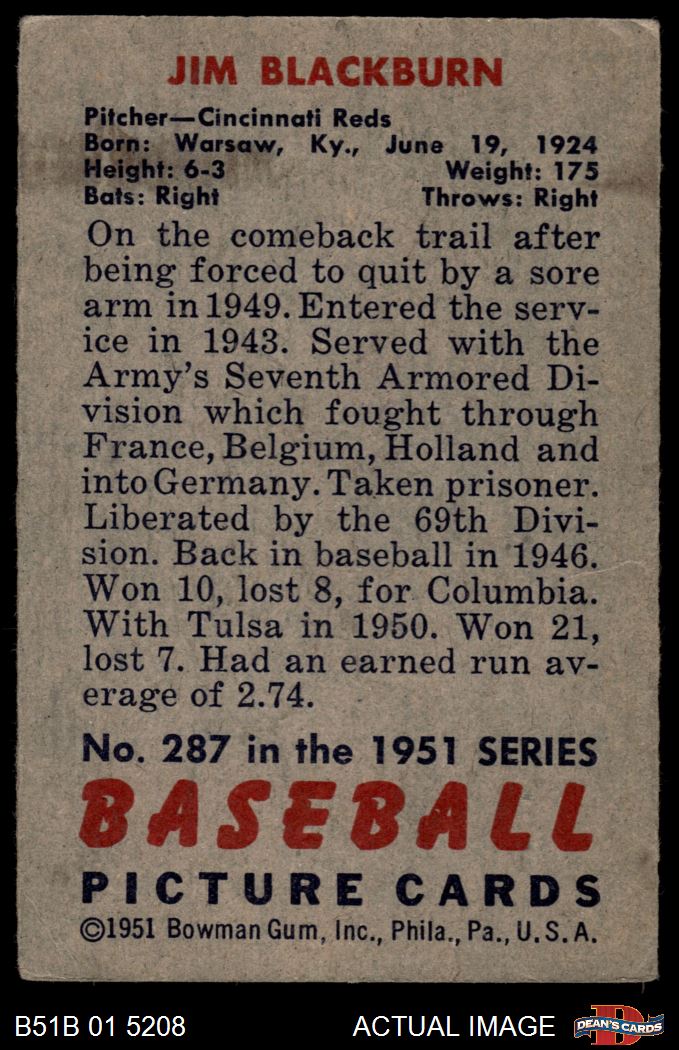 JIM BLACKBURN
Pitcher—Cincinnati Reds
Born: Warsaw, Ky., June 19, 1924
Height: 6-3 Weight: 175
Bats: Right Throws: Right
On the comeback trail after
being forced to quit by a sore
arm in 1949. Entered the serv-
ice in 1943. Served with the
Army's Seventh Armored Di-
vision which fought through
France, Belgium, Holland and
into Germany. Taken prisoner.
Liberated by the 69th Divi-
sion. Back in baseball in 1946.
Won 10, lost 8, for Columbia.
With Tulsa in 1950. Won 21,
lost 7. Had an earned run av-
erage of 2.74.
No. 287 in the 1951 SERIES
BASEBALL
PICTURE CARDS
©1951 Bowman Gum, Inc., Phila., Pa., U.S.A.
B51B 01 5208 ACTUAL IMAGE
D
DEAN'S CARDS